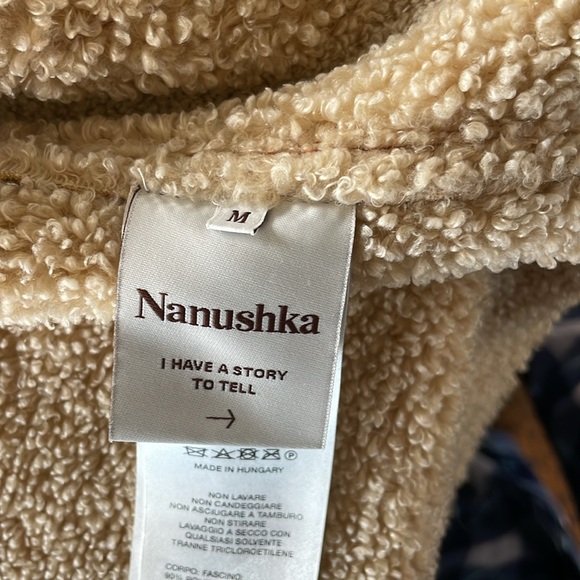 M
Nanushka
I HAVE A STORY
TO TELL
→
MADE IN HUNGARY
NON LAVARE
NON CANDEGGIARE
NON ASCIUGARE A TAMBURO
NON STIRARE
LAVAGGIO A SECCO CON
QUALSIASI SOLVENTE
TRANNE TRICLOROETILENE
CORPO: FASCINO